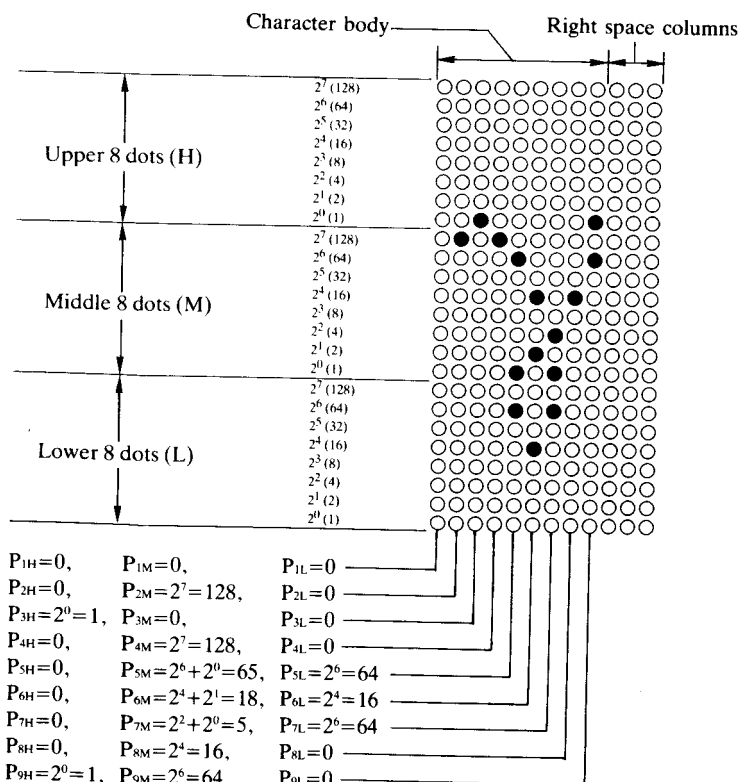 Character body Right space columns
2⁷ (128)
2⁶ (64)
2⁵ (32)
2⁴ (16)
Upper 8 dots (H)
2³ (8)
2² (4)
2¹ (2)
2⁰ (1)
2⁷ (128)
2⁶ (64)
2⁵ (32)
2⁴ (16)
Middle 8 dots (M)
2³ (8)
2² (4)
2¹ (2)
2⁰ (1)
2⁷ (128)
2⁶ (64)
2⁵ (32)
2⁴ (16)
Lower 8 dots (L)
2³ (8)
2² (4)
2¹ (2)
2⁰ (1)
P1H=0, P1M=0, P1L=0
P2H=0, P2M=2⁷=128, P2L=0
P3H=2⁰=1, P3M=0, P3L=0
P4H=0, P4M=2⁷=128, P4L=0
P5H=0, P5M=2⁶+2⁰=65, P5L=2⁶=64
P6H=0, P6M=2⁴+2¹=18, P6L=2⁴=16
P7H=0, P7M=2²+2⁰=5, P7L=2⁶=64
P8H=0, P8M=2⁴=16, P8L=0
P9H=2⁰=1, P9M=2⁶=64 P9L=0